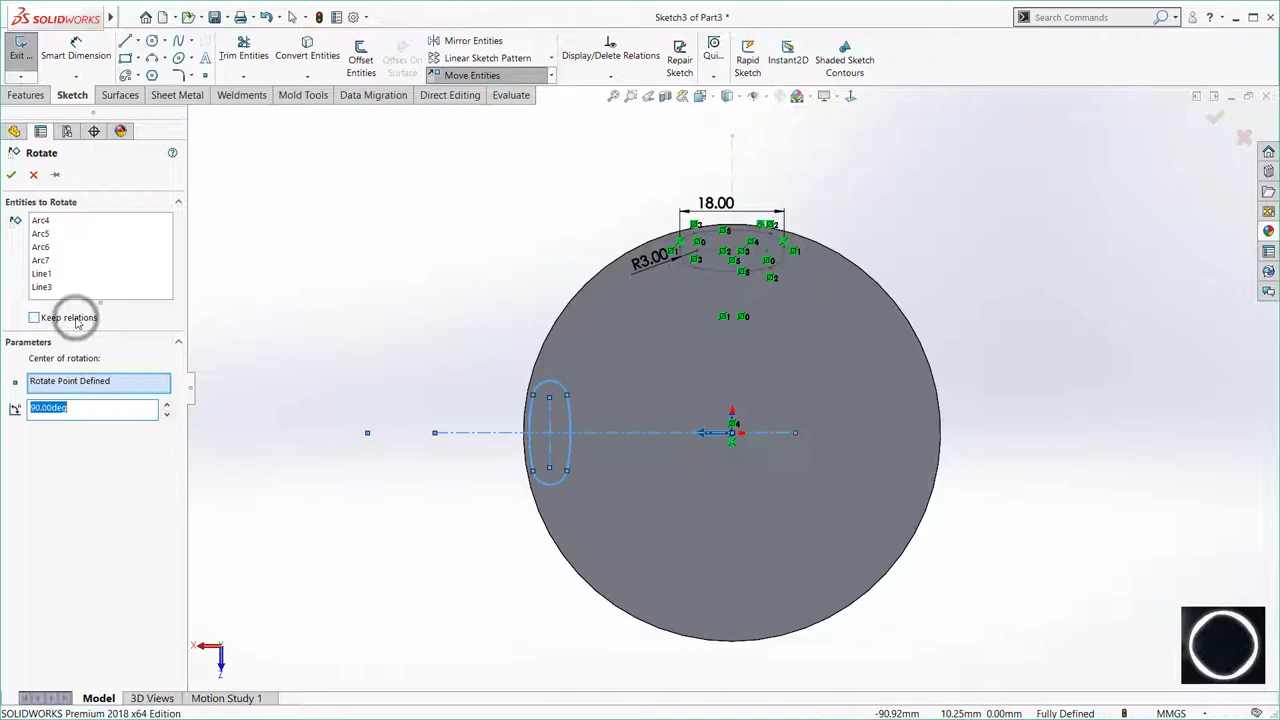 SOLIDWORKS
Sketch3 of Part3 *
Search Commands
Exit ...
Smart Dimension
Trim Entities
Convert Entities
Offset Entities
Offset On Surface
Mirror Entities
Linear Sketch Pattern
Move Entities
Display/Delete Relations
Repair Sketch
Qui...
Rapid Sketch
Instant2D
Shaded Sketch Contours
Features
Sketch
Surfaces
Sheet Metal
Weldments
Mold Tools
Data Migration
Direct Editing
Evaluate
Rotate
Entities to Rotate
Arc4
Arc5
Arc6
Arc7
Line1
Line3
Keep relations
Parameters
Center of rotation:
Rotate Point Defined
90.00deg
18.00
R3.00
X
Z
Model
3D Views
Motion Study 1
SOLIDWORKS Premium 2018 x64 Edition
-90.92mm
10.25mm
0.00mm
Fully Defined
MMGS